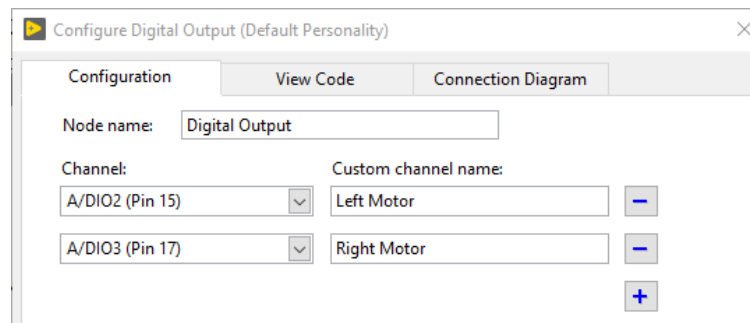 Configure Digital Output (Default Personality)
Configuration View Code Connection Diagram
Node name: Digital Output
Channel: Custom channel name:
A/DIO2 (Pin 15) Left Motor
A/DIO3 (Pin 17) Right Motor